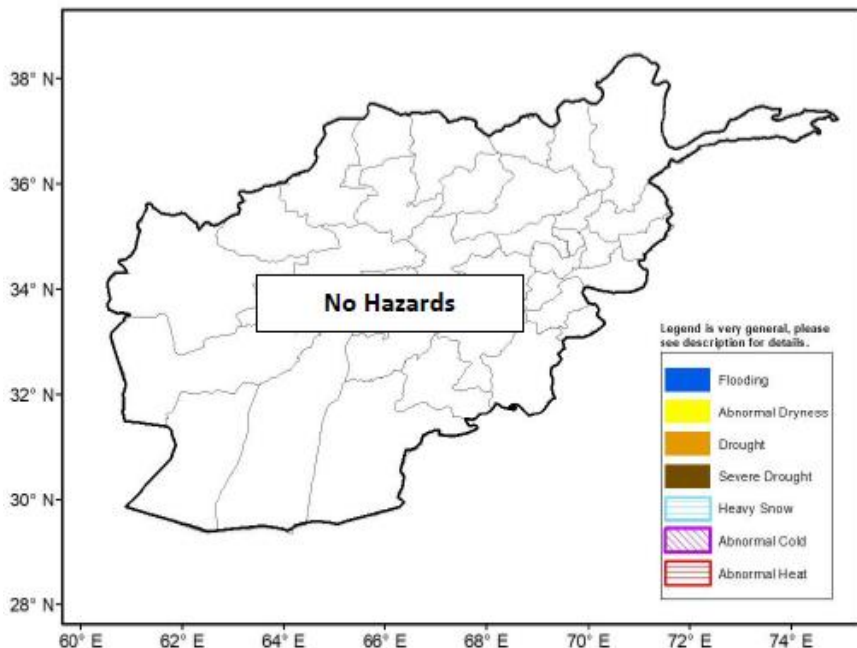 38° N
36° N
34° N
32° N
30° N
28° N
No Hazards
Legend is very general, please
see description for details.
Flooding
Abnormal Dryness
Drought
Severe Drought
Heavy Snow
Abnormal Cold
Abnormal Heat
60° E 62° E 64° E 66° E 68° E 70° E 72° E 74° E